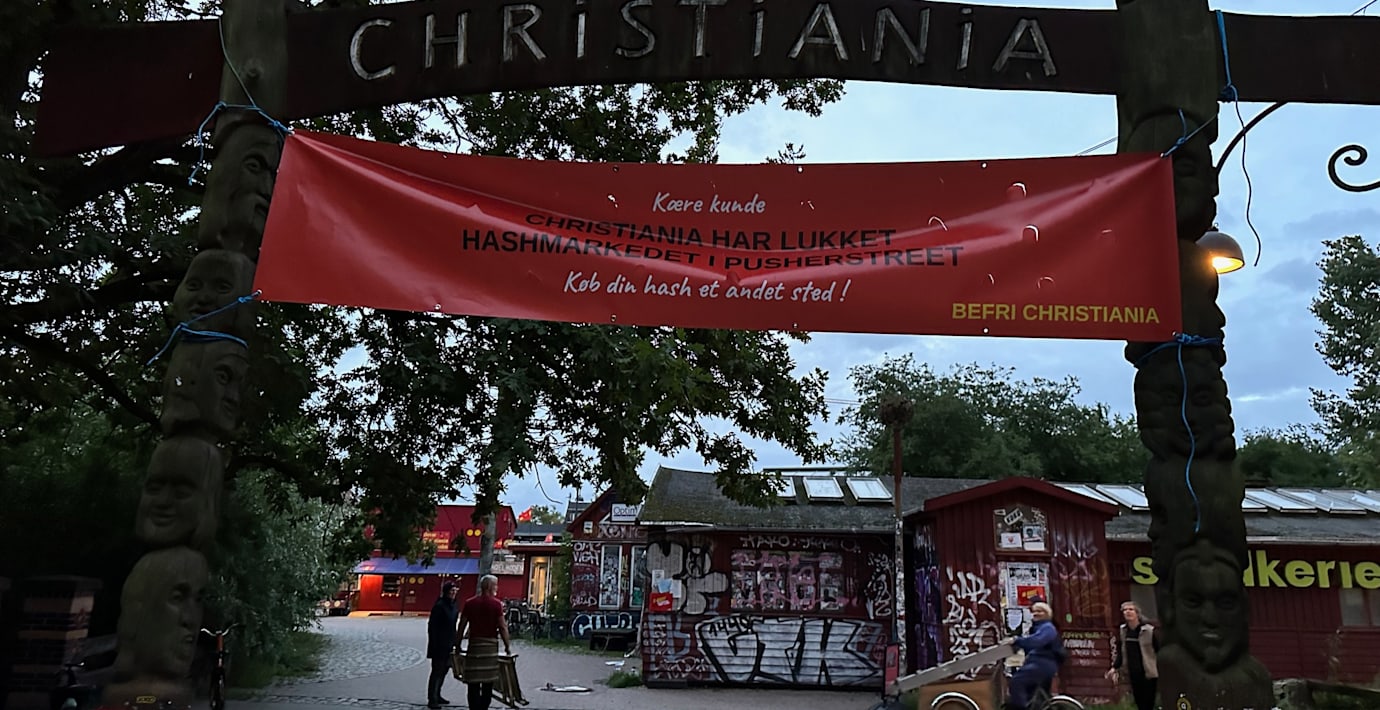 CHRiSTiANiA
Kære kunde
CHRISTIANIA HAR LUKKET
HASHMARKEDET I PUSHERSTREET
Køb din hash et andet sted !
BEFRI CHRISTIANIA